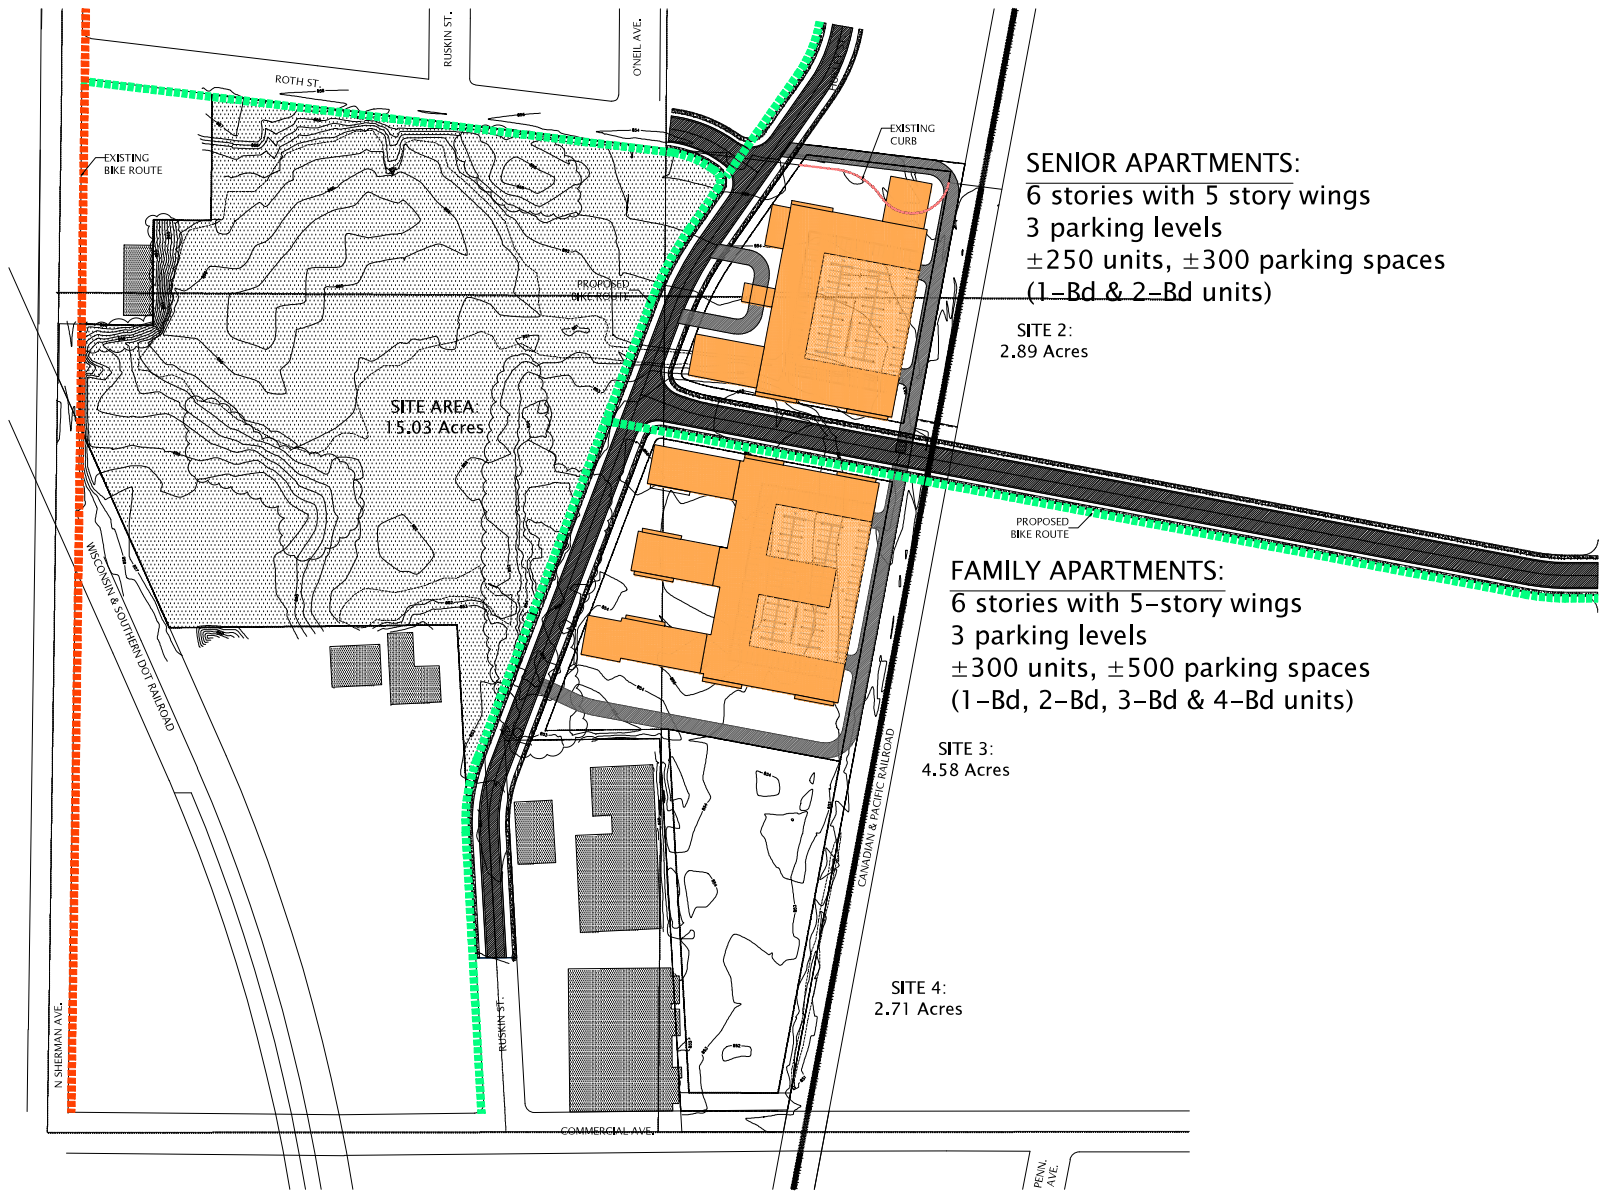 RUSKIN ST.
O'NEIL AVE.
ROTH ST.
EXISTING
BIKE ROUTE
EXISTING
CURB
SENIOR APARTMENTS:
6 stories with 5 story wings
3 parking levels
±250 units, ±300 parking spaces
(1-Bd & 2-Bd units)
PROPOSED
BIKE ROUTE
SITE 2:
2.89 Acres
SITE AREA:
15.03 Acres
PROPOSED
BIKE ROUTE
FAMILY APARTMENTS:
6 stories with 5-story wings
3 parking levels
±300 units, ±500 parking spaces
(1-Bd, 2-Bd, 3-Bd & 4-Bd units)
WISCONSIN & SOUTHERN DOT RAILROAD
SITE 3:
4.58 Acres
CANADIAN & PACIFIC RAILROAD
SITE 4:
2.71 Acres
N SHERMAN AVE.
RUSKIN ST.
COMMERCIAL AVE.
PENN.
AVE.